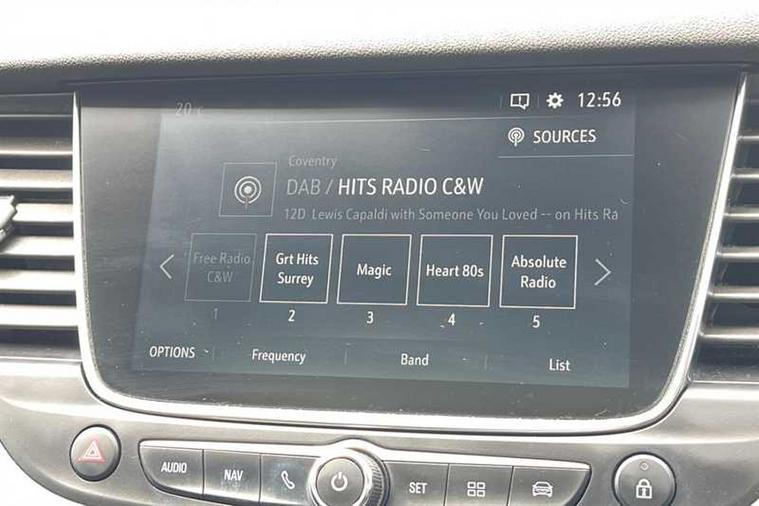 20°C
12:56
SOURCES
Coventry
DAB / HITS RADIO C&W
12D Lewis Capaldi with Someone You Loved -- on Hits Ra
Free Radio
C&W
Grt Hits
Surrey
Magic
Heart 80s
Absolute
Radio
1
2
3
4
5
OPTIONS
Frequency
Band
List
AUDIO
NAV
SET